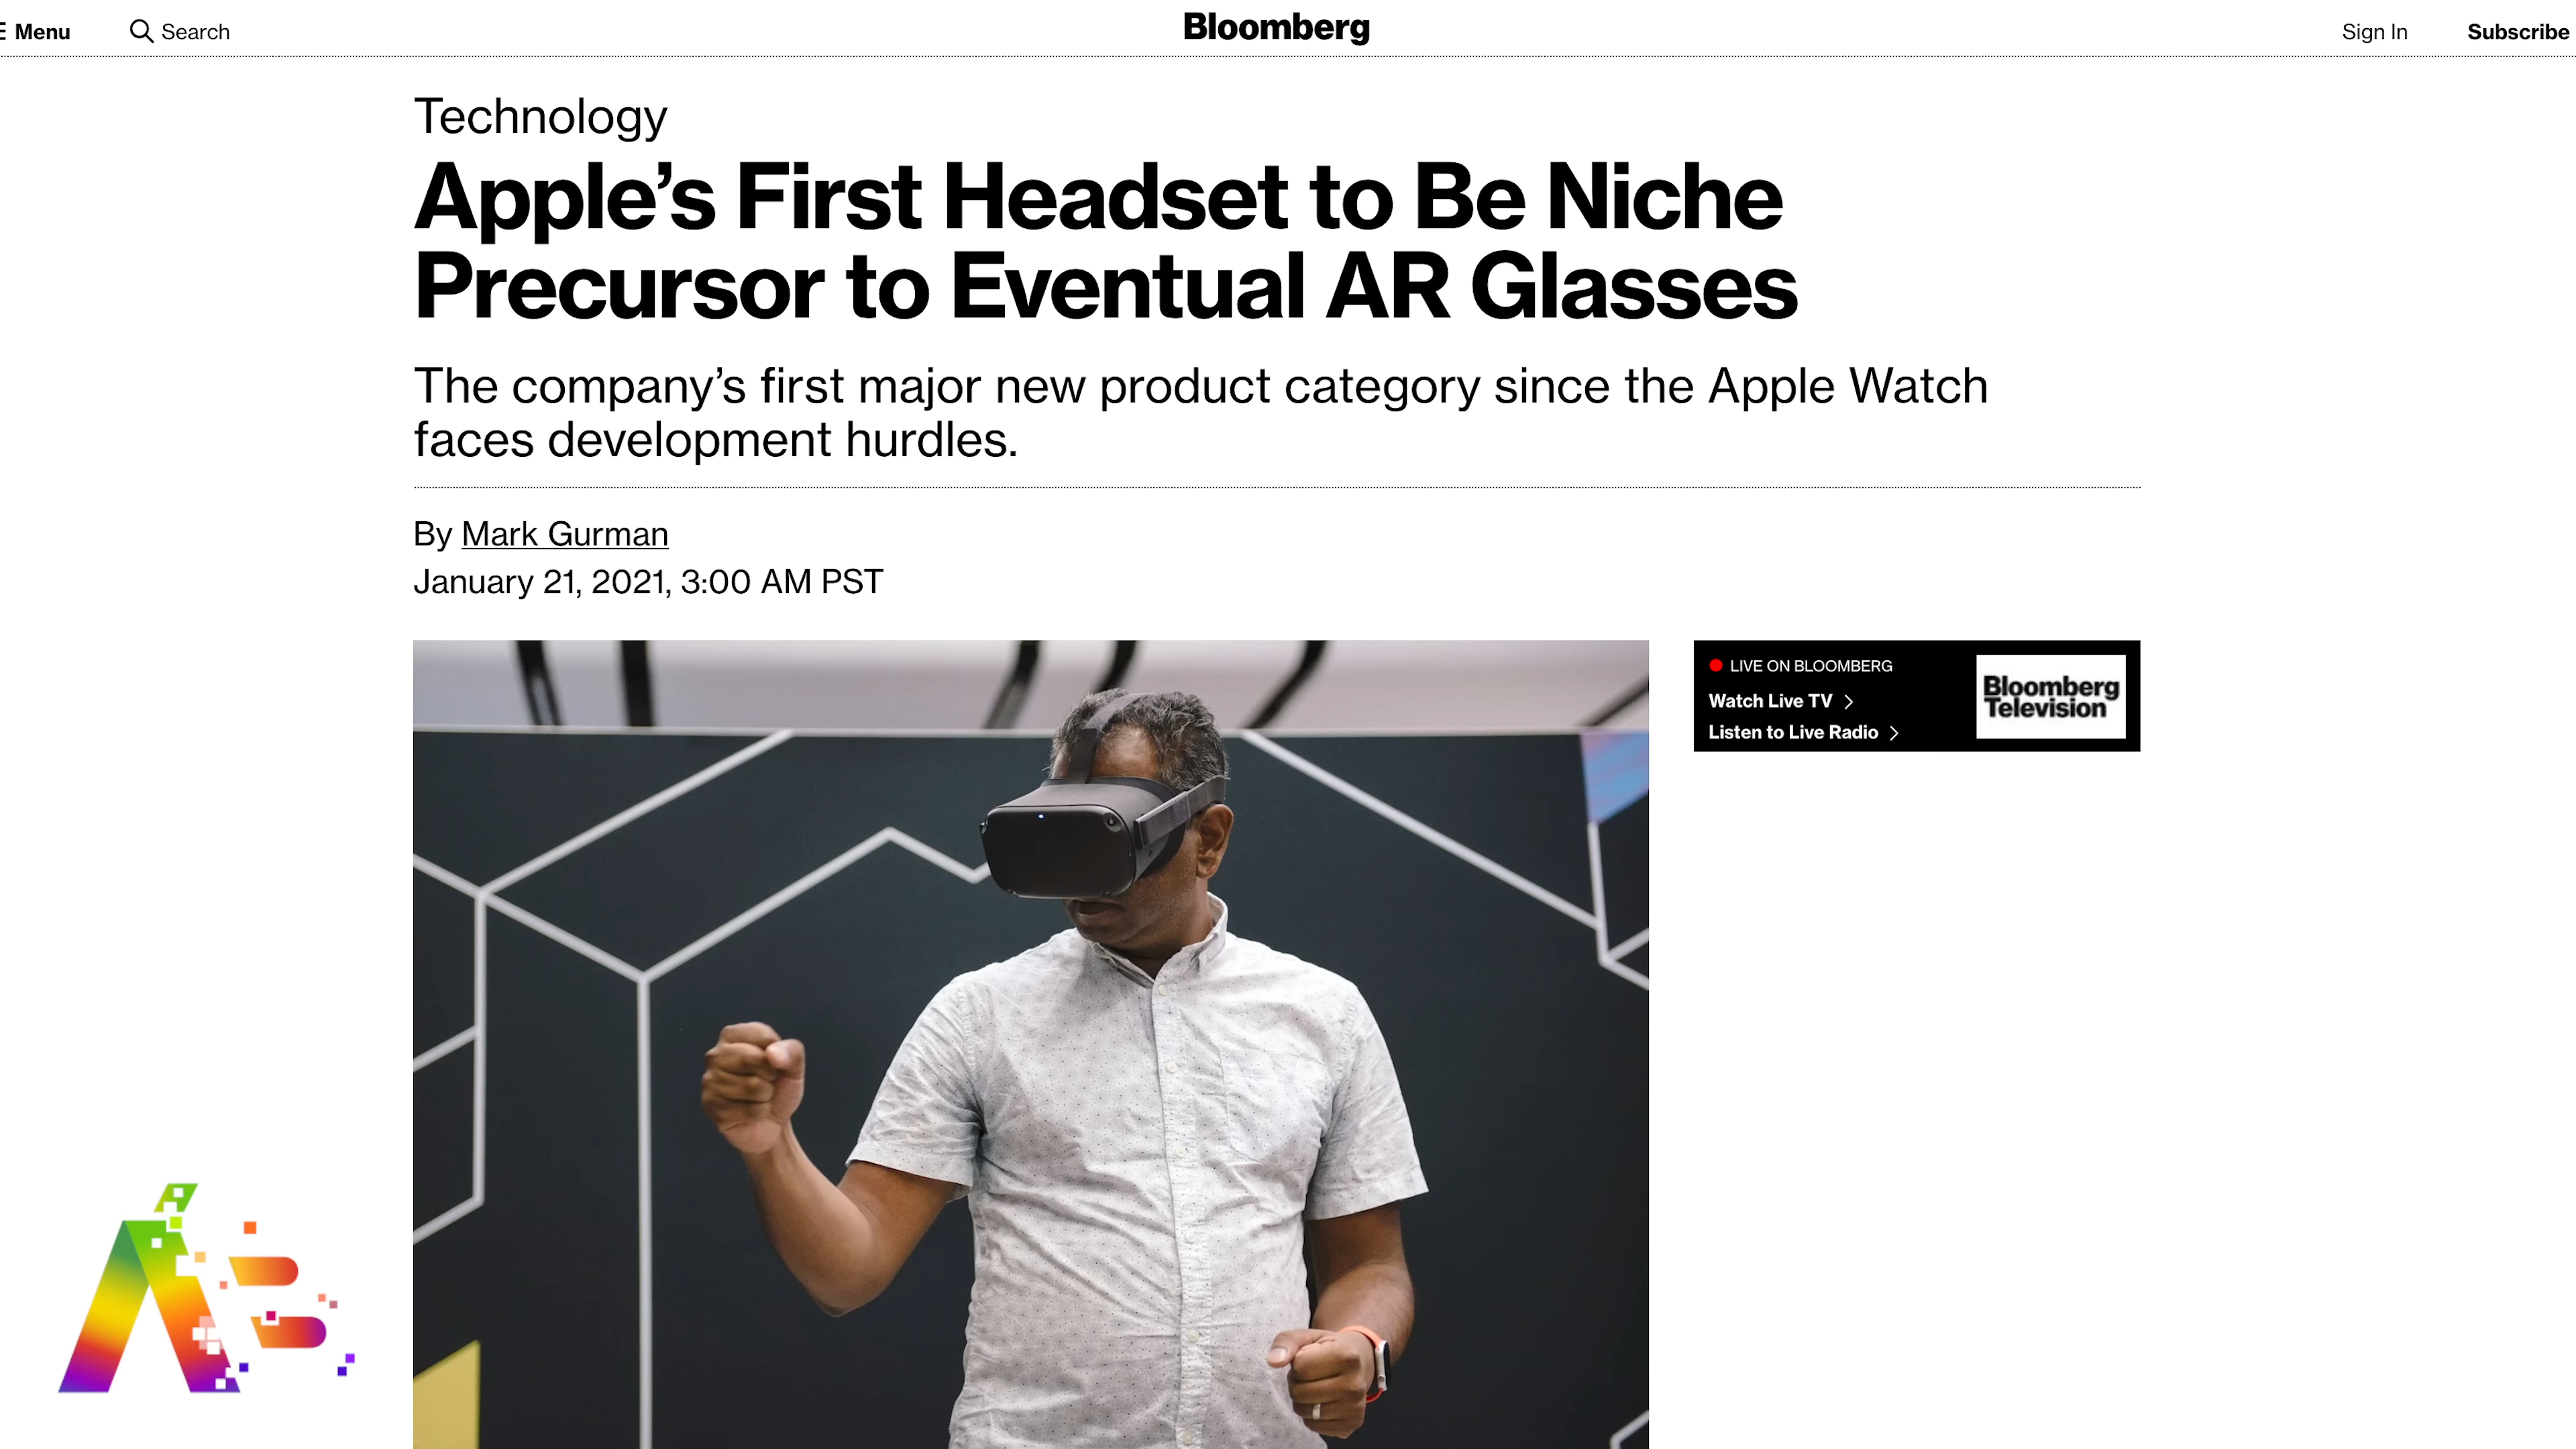 Menu
Search
Bloomberg
Sign In
Subscribe
Technology
Apple’s First Headset to Be Niche
Precursor to Eventual AR Glasses
The company’s first major new product category since the Apple Watch
faces development hurdles.
By Mark Gurman
January 21, 2021, 3:00 AM PST
LIVE ON BLOOMBERG
Watch Live TV
Listen to Live Radio
Bloomberg
Television